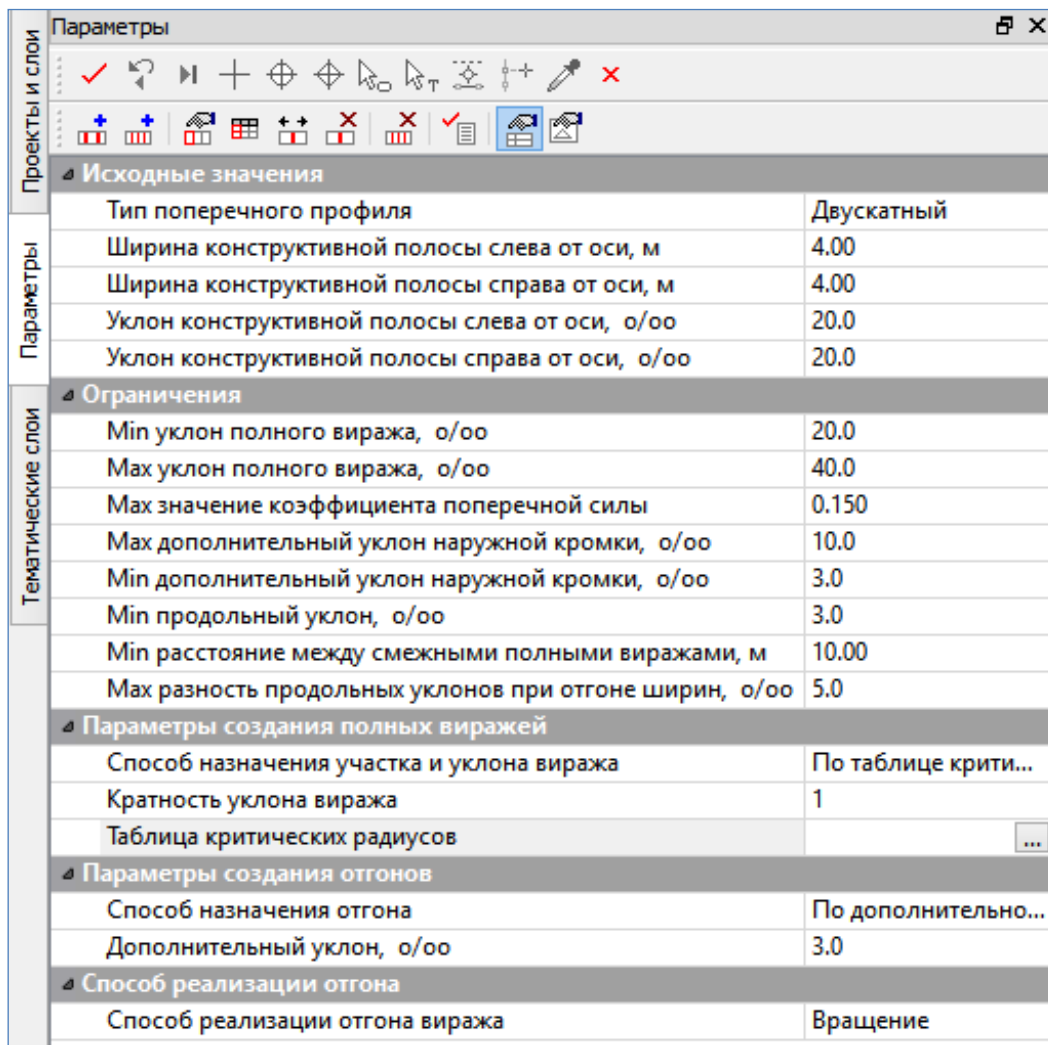 Параметры
Проекты и слои
Параметры
Тематические слои
Исходные значения
Тип поперечного профиля Двускатный
Ширина конструктивной полосы слева от оси, м 4.00
Ширина конструктивной полосы справа от оси, м 4.00
Уклон конструктивной полосы слева от оси, о/оо 20.0
Уклон конструктивной полосы справа от оси, о/оо 20.0
Ограничения
Min уклон полного виража, о/оо 20.0
Max уклон полного виража, о/оо 40.0
Max значение коэффициента поперечной силы 0.150
Max дополнительный уклон наружной кромки, о/оо 10.0
Min дополнительный уклон наружной кромки, о/оо 3.0
Min продольный уклон, о/оо 3.0
Min расстояние между смежными полными виражами, м 10.00
Max разность продольных уклонов при отгоне ширин, о/оо 5.0
Параметры создания полных виражей
Способ назначения участка и уклона виража По таблице крити...
Кратность уклона виража 1
Таблица критических радиусов ...
Параметры создания отгонов
Способ назначения отгона По дополнительно...
Дополнительный уклон, о/оо 3.0
Способ реализации отгона
Способ реализации отгона виража Вращение